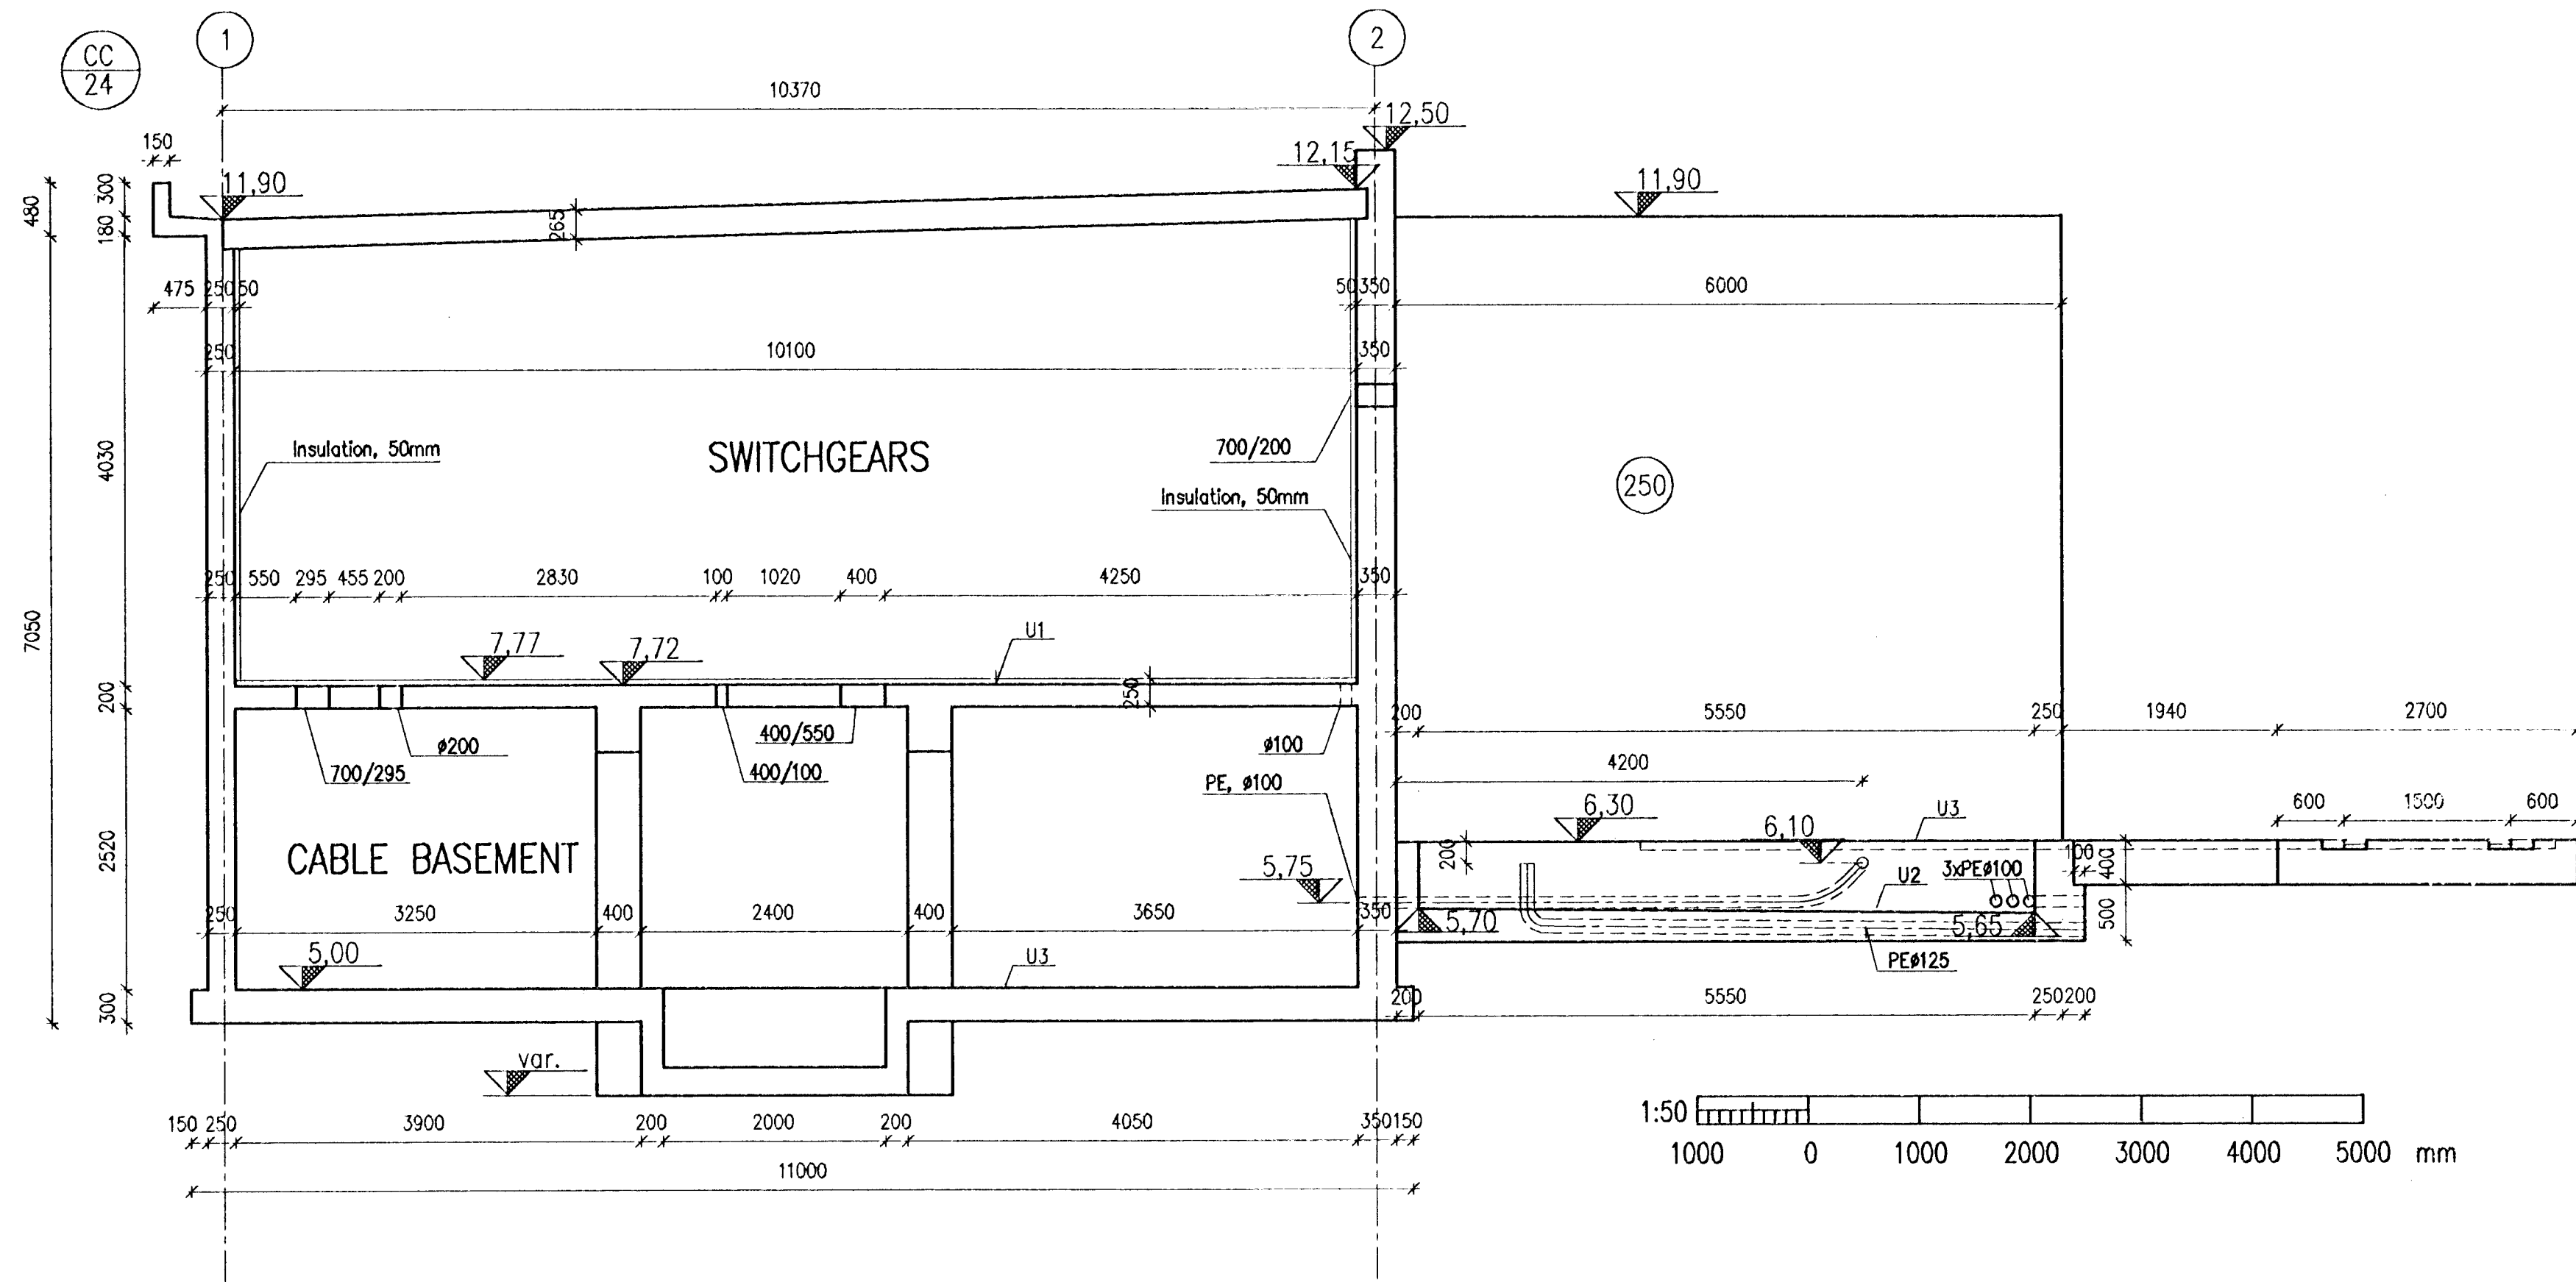 1
2
CC
24
10370
12,50
150
12,15
11,90
11,90
480
300
180
265
475 250 50
50 350
6000
250
10100
350
4030
Insulation, 50mm
SWITCHGEARS
700/200
Insulation, 50mm
250
250 550 295 455 200 2830 100 1020 400 4250 350
7050
7,77
7,72
U1
200
250
200 5550 250 1940 2700
400/550
ø200
ø100
700/295
400/100
4200
PE, ø100
6,30
U3
600 1500 600
6,10
2520
CABLE BASEMENT
200
100
400
5,75
U2
3xPEø100
250 3250 400 2400 400 3650 350
5,70
5,65
500
5,00
U3
PEø125
300
200 5550 250 200
var.
1:50
150 250 3900 200 2000 200 4050 350 150
1000 0 1000 2000 3000 4000 5000 mm
11000